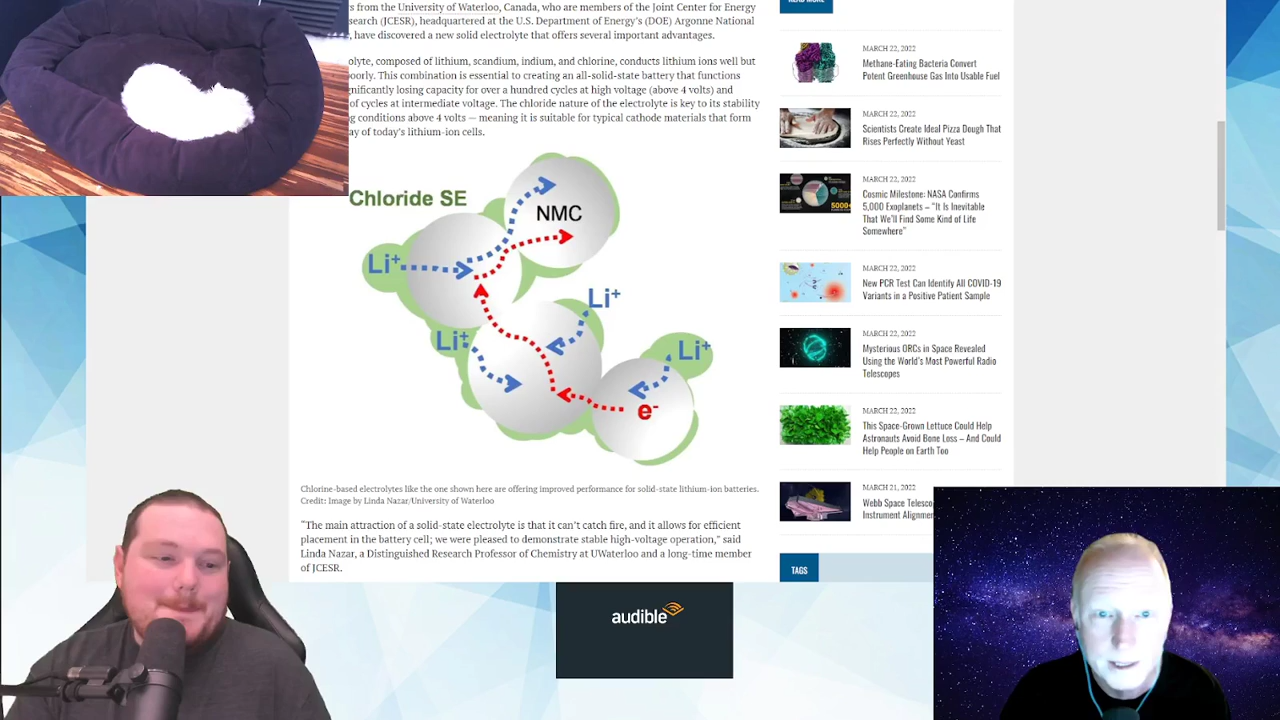 s from the University of Waterloo, Canada, who are members of the Joint Center for Energy
search (JCESR), headquartered at the U.S. Department of Energy's (DOE) Argonne National
, have discovered a new solid electrolyte that offers several important advantages.
olyte, composed of lithium, scandium, indium, and chlorine, conducts lithium ions well but
oorly. This combination is essential to creating an all-solid-state battery that functions
nificantly losing capacity for over a hundred cycles at high voltage (above 4 volts) and
of cycles at intermediate voltage. The chloride nature of the electrolyte is key to its stability
g conditions above 4 volts — meaning it is suitable for typical cathode materials that form
ay of today's lithium-ion cells.
Chloride SE
NMC
Li+
Li+
Li+
Li+
e-
Chlorine-based electrolytes like the one shown here are offering improved performance for solid-state lithium-ion batteries.
Credit: Image by Linda Nazar/University of Waterloo
“The main attraction of a solid-state electrolyte is that it can't catch fire, and it allows for efficient
placement in the battery cell; we were pleased to demonstrate stable high-voltage operation,” said
Linda Nazar, a Distinguished Research Professor of Chemistry at UWaterloo and a long-time member
of JCESR.
READ MORE
MARCH 22, 2022
Methane-Eating Bacteria Convert
Potent Greenhouse Gas Into Usable Fuel
MARCH 22, 2022
Scientists Create Ideal Pizza Dough That
Rises Perfectly Without Yeast
5000+
MARCH 22, 2022
Cosmic Milestone: NASA Confirms
5,000 Exoplanets – “It Is Inevitable
That We'll Find Some Kind of Life
Somewhere”
MARCH 22, 2022
New PCR Test Can Identify All COVID-19
Variants in a Positive Patient Sample
MARCH 22, 2022
Mysterious ORCs in Space Revealed
Using the World's Most Powerful Radio
Telescopes
MARCH 22, 2022
This Space-Grown Lettuce Could Help
Astronauts Avoid Bone Loss – And Could
Help People on Earth Too
MARCH 21, 2022
Webb Space Telesco
Instrument Alignmen
TAGS
audible